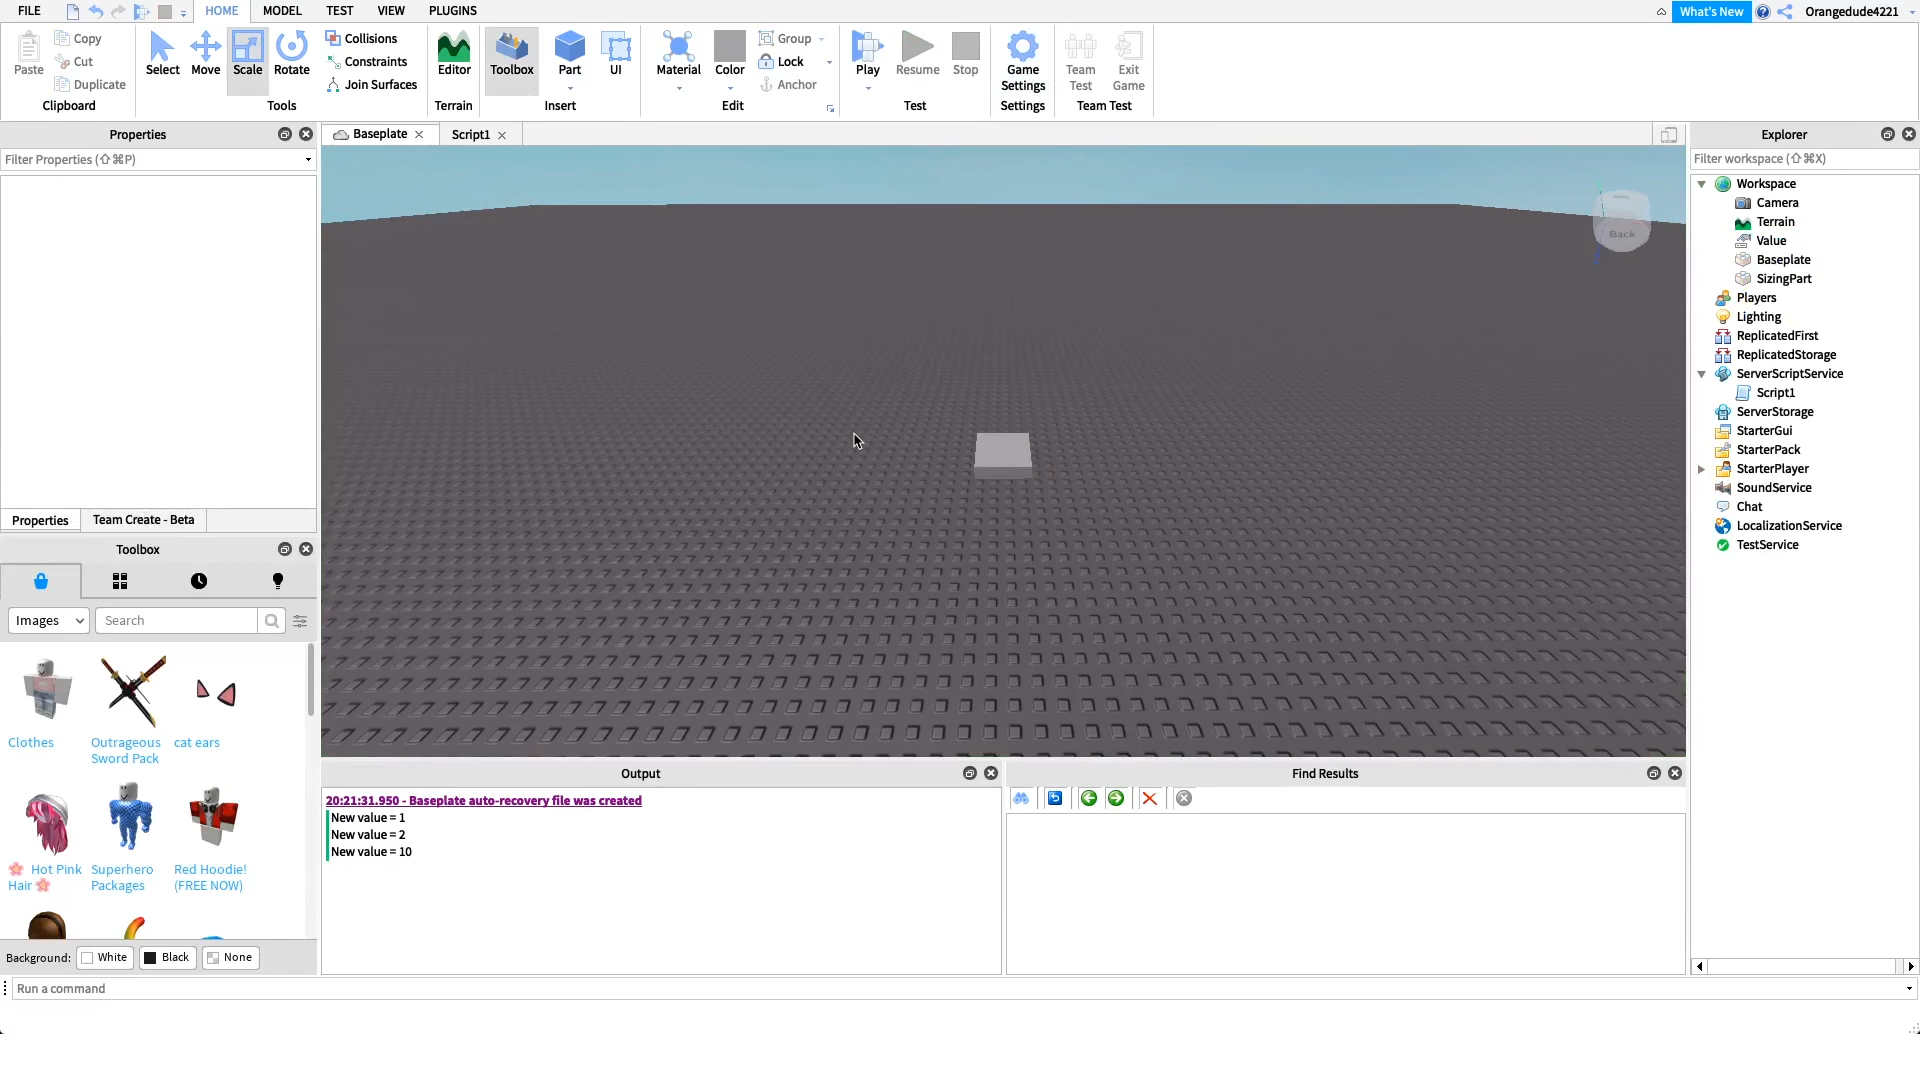 FILE
HOME
MODEL
TEST
VIEW
PLUGINS
What's New
Orangedude4221
Paste
Copy
Cut
Duplicate
Clipboard
Select
Move
Scale
Rotate
Collisions
Constraints
Join Surfaces
Tools
Editor
Terrain
Toolbox
Part
UI
Insert
Material
Color
Group
Lock
Anchor
Edit
Play
Resume
Stop
Test
Game
Settings
Settings
Team
Test
Exit
Game
Team Test
Properties
Filter Properties (⇧⌘P)
Properties
Team Create - Beta
Toolbox
Images
Search
Clothes
Outrageous
Sword Pack
cat ears
🌸 Hot Pink
Hair 🌸
Superhero
Packages
Red Hoodie!
(FREE NOW)
Background:
White
Black
None
Baseplate
Script1
Back
Output
20:21:31.950 - Baseplate auto-recovery file was created
New value = 1
New value = 2
New value = 10
Find Results
Explorer
Filter workspace (⇧⌘X)
Workspace
Camera
Terrain
Value
Baseplate
SizingPart
Players
Lighting
ReplicatedFirst
ReplicatedStorage
ServerScriptService
Script1
ServerStorage
StarterGui
StarterPack
StarterPlayer
SoundService
Chat
LocalizationService
TestService
Run a command